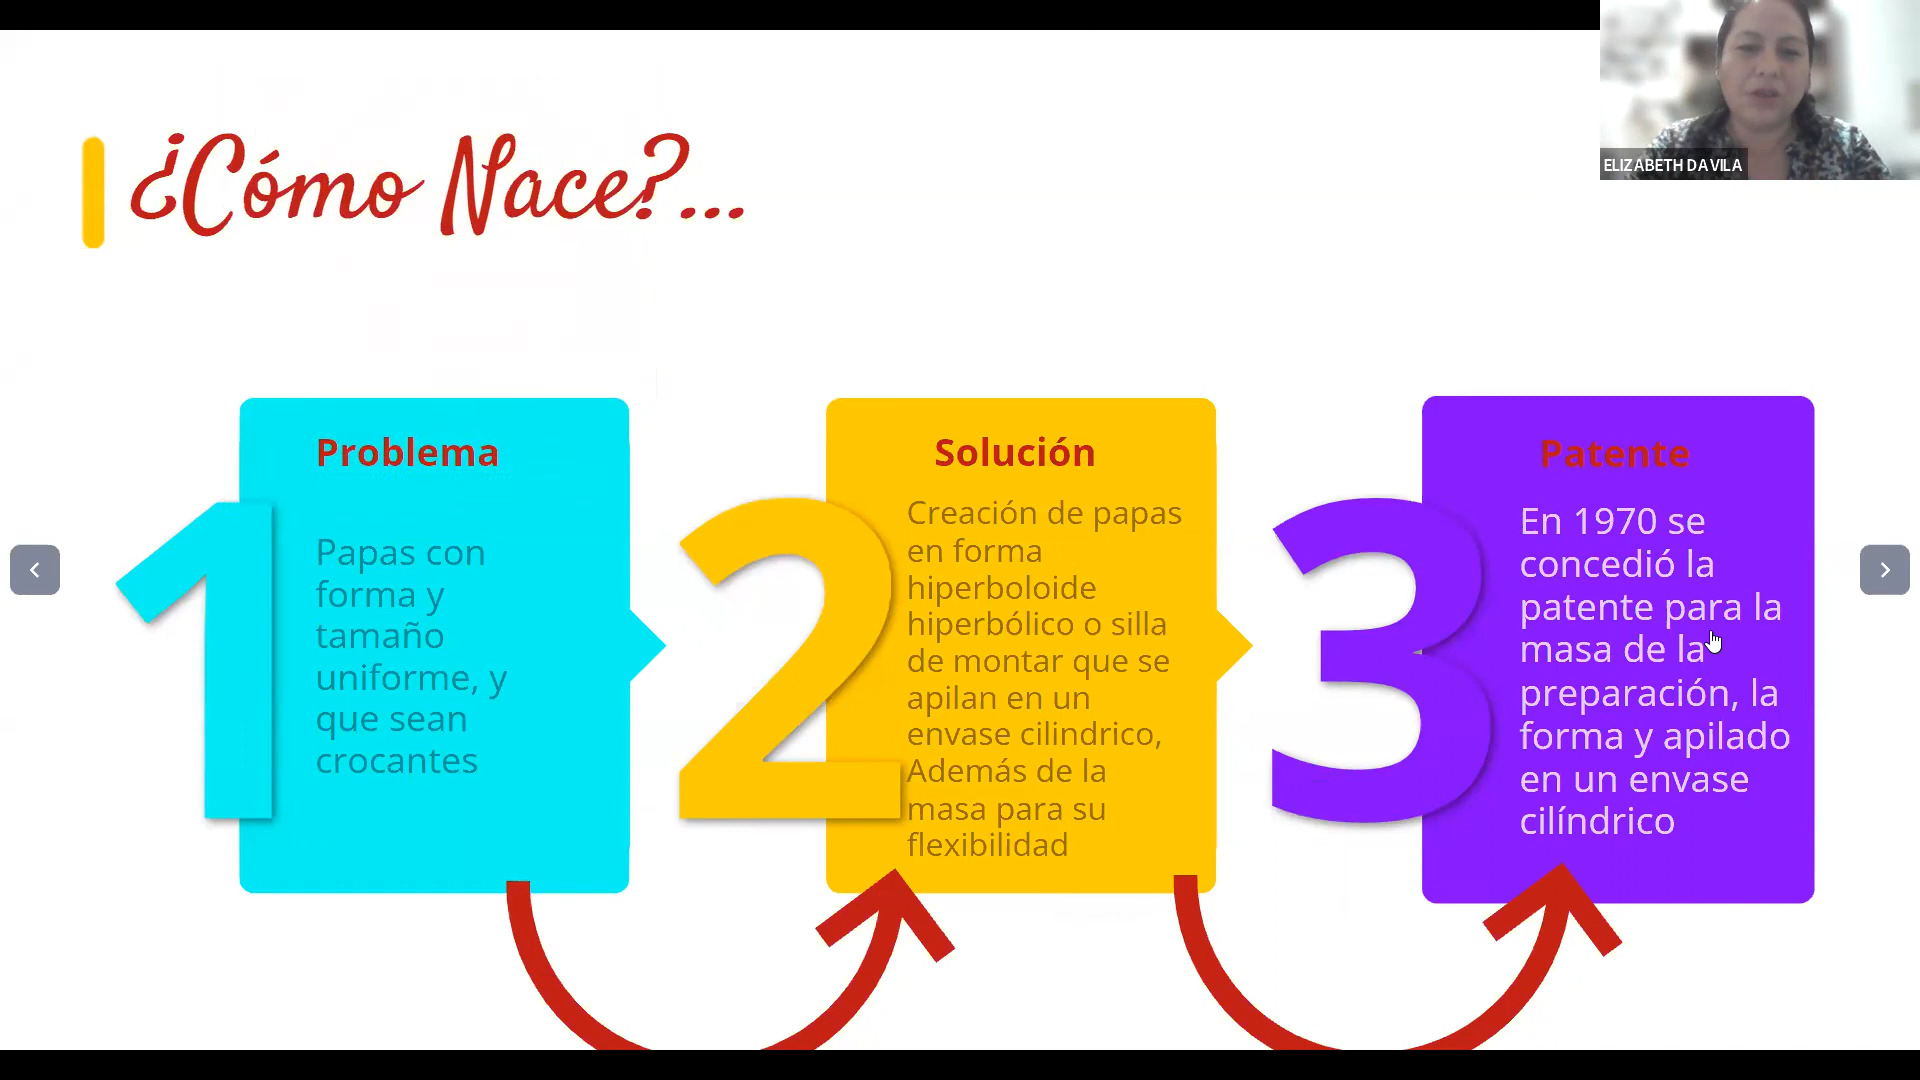 ¿Cómo Nace?...
ELIZABETH DAVILA
1
Problema
Papas con
forma y
tamaño
uniforme, y
que sean
crocantes
2
Solución
Creación de papas
en forma
hiperboloide
hiperbólico o silla
de montar que se
apilan en un
envase cilindrico,
Además de la
masa para su
flexibilidad
3
Patente
En 1970 se
concedió la
patente para la
masa de la
preparación, la
forma y apilado
en un envase
cilíndrico